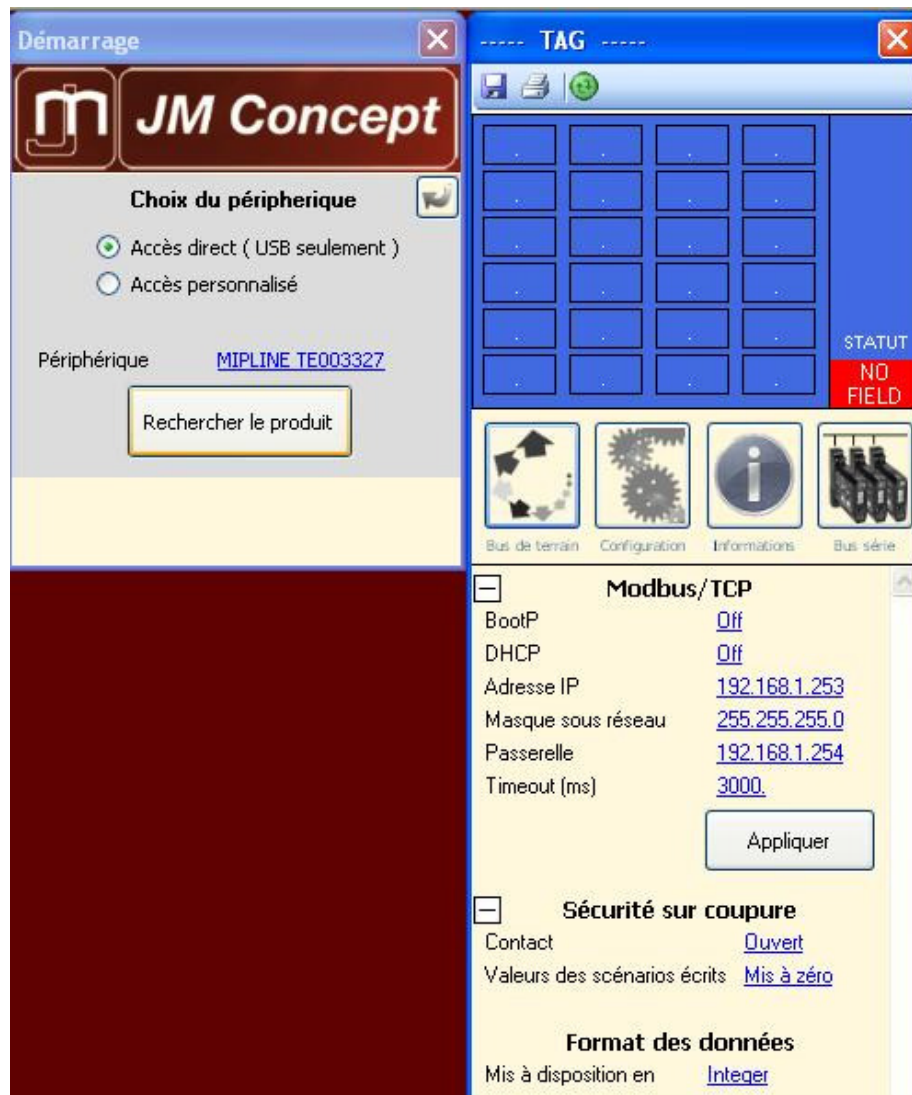 Démarrage
JM Concept
Choix du péripherique
Accès direct ( USB seulement )
Accès personnalisé
Périphérique MIPLINE TE003327
Rechercher le produit
----- TAG -----
STATUT
NO
FIELD
Bus de terrain Configuration Informations Bus série
Modbus/TCP
BootP Off
DHCP Off
Adresse IP 192.168.1.253
Masque sous réseau 255.255.255.0
Passerelle 192.168.1.254
Timeout (ms) 3000.
Appliquer
Sécurité sur coupure
Contact Ouvert
Valeurs des scénarios écrits Mis à zéro
Format des données
Mis à disposition en Integer